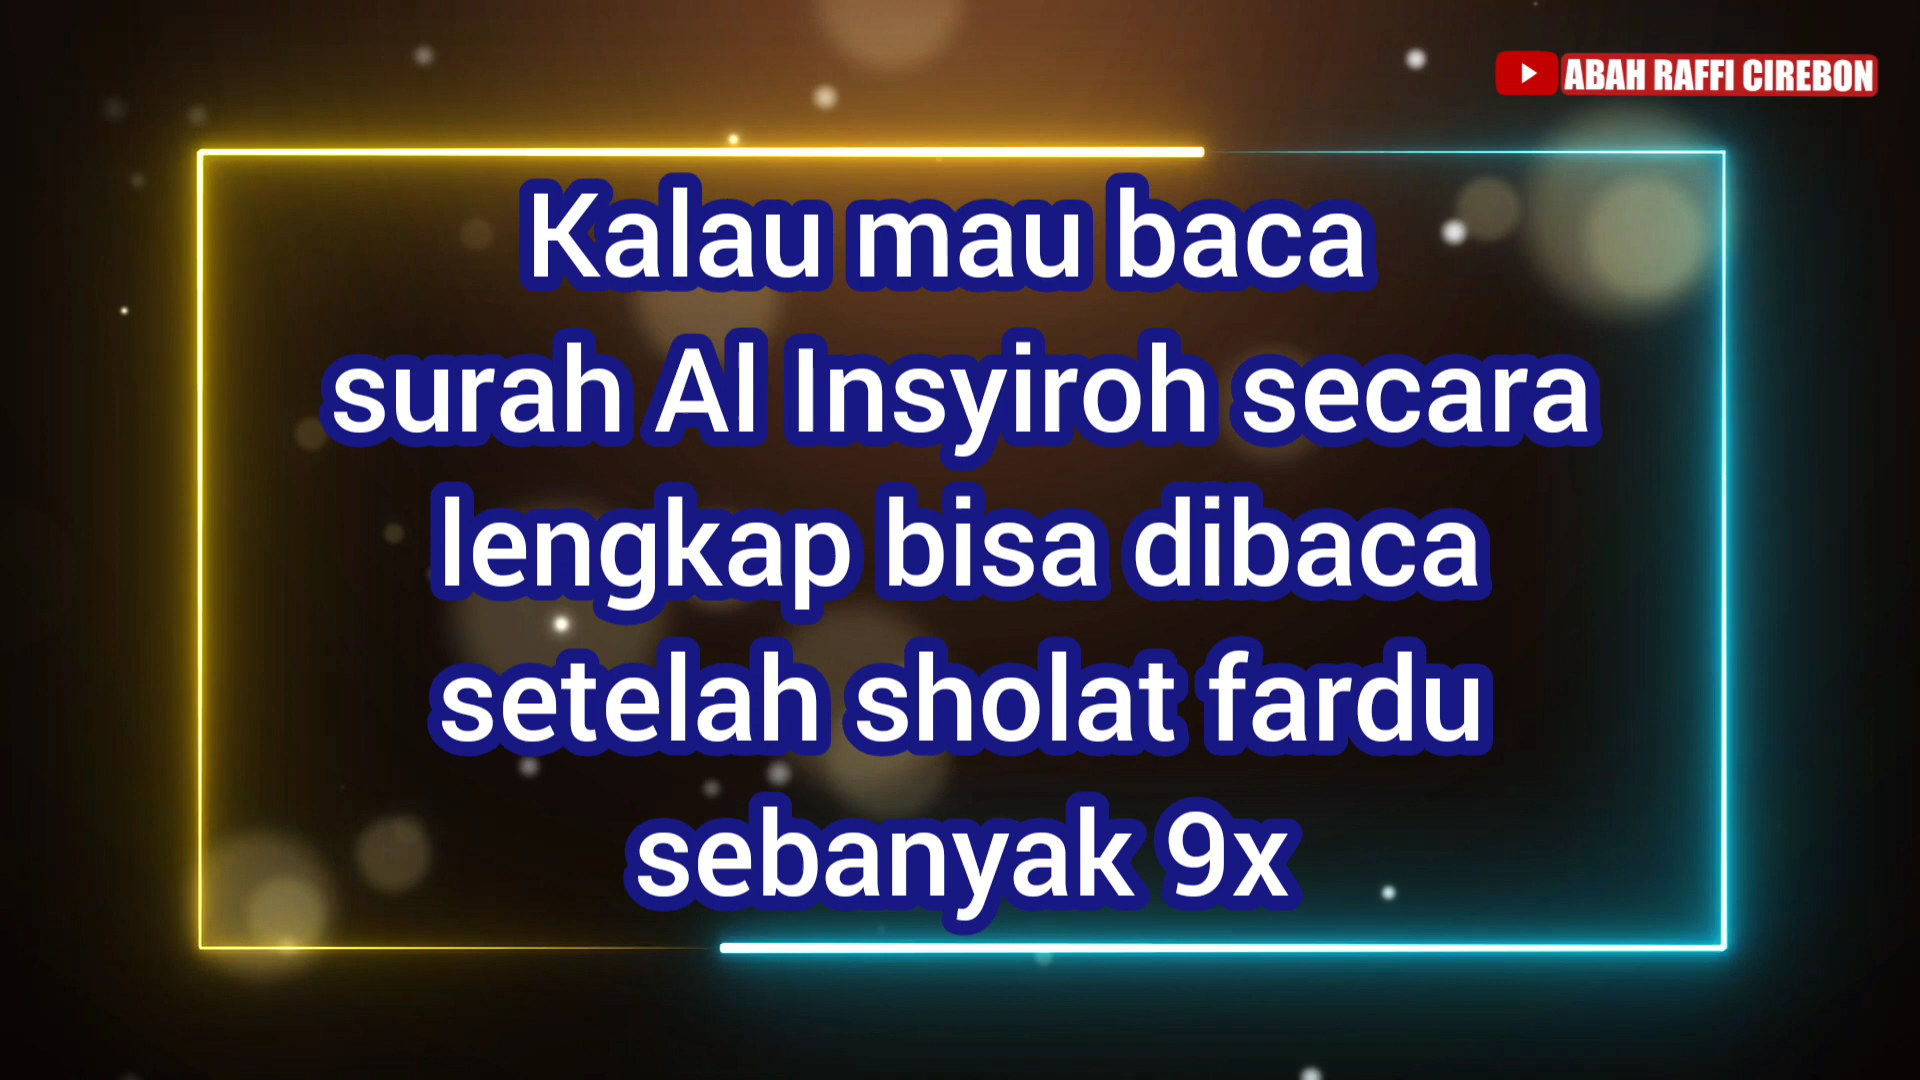 ABAH RAFFI CIREBON
Kalau mau baca
surah Al Insyiroh secara
lengkap bisa dibaca
setelah sholat fardu
sebanyak 9x